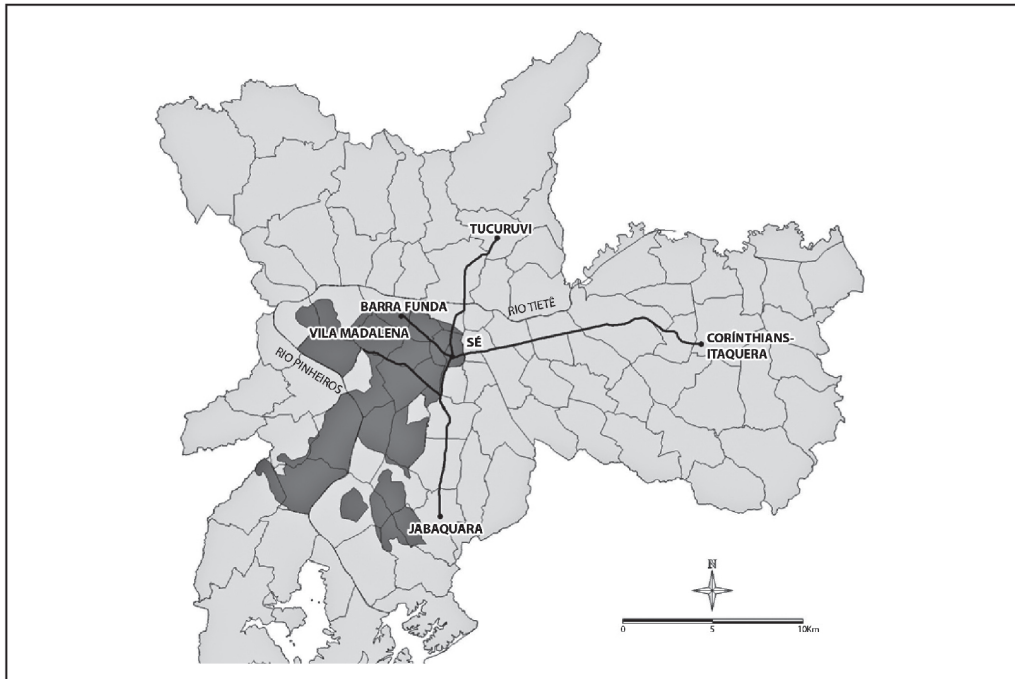 TUCURUVI
BARRA FUNDA
RIO TIETÊ
VILA MADALENA
SÉ
CORÍNTHIANS-
ITAQUERA
RIO PINHEIROS
JABAQUARA
N
0 5 10Km